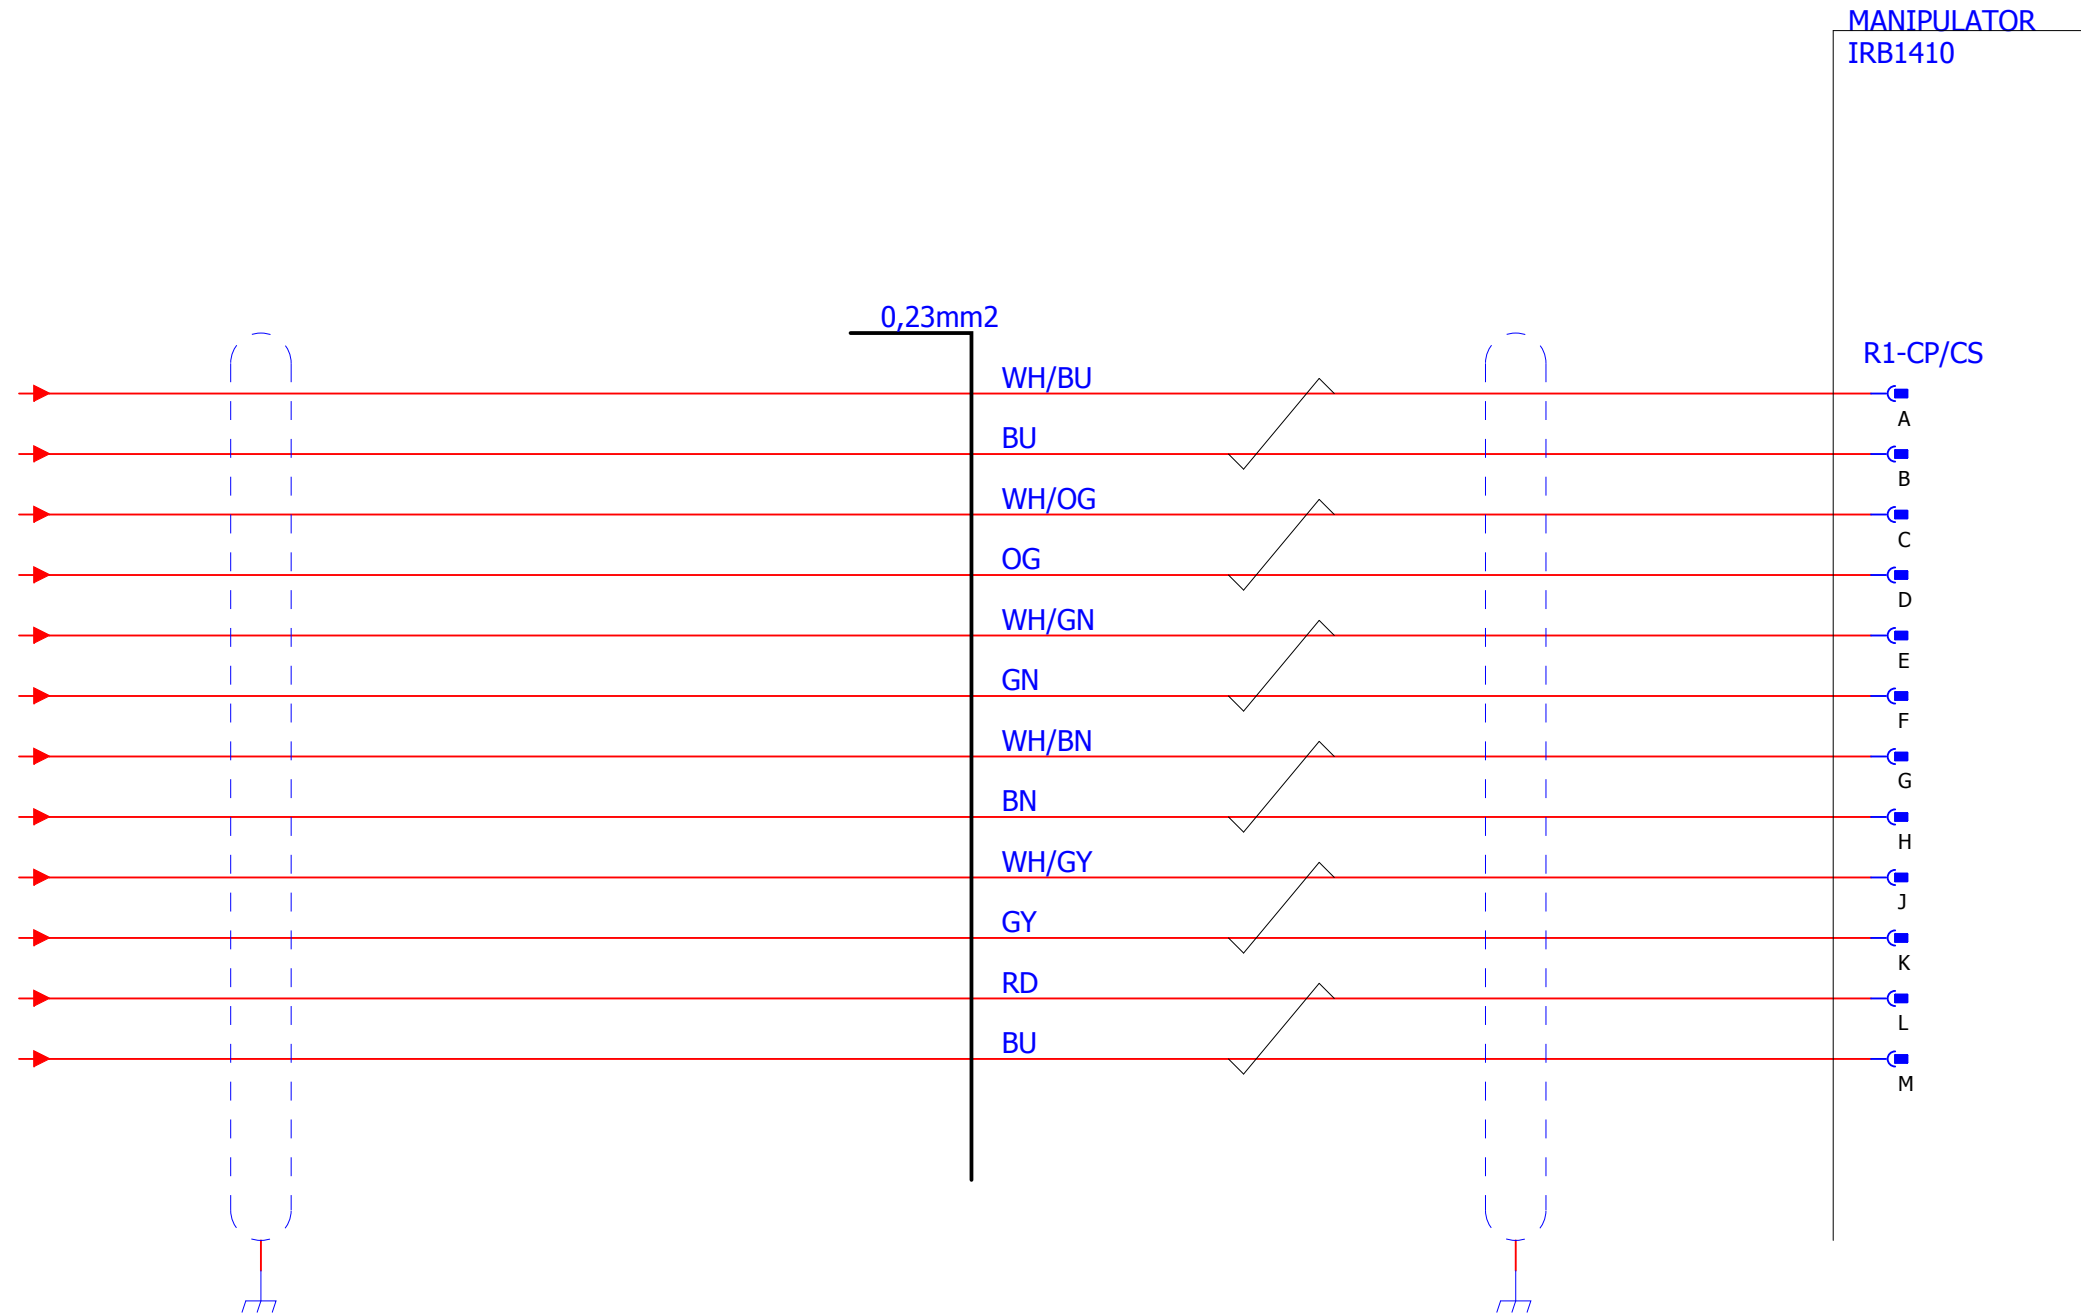 MANIPULATOR
IRB1410
0,23mm2
R1-CP/CS
WH/BU
A
BU
B
WH/OG
C
OG
D
WH/GN
E
GN
F
WH/BN
G
BN
H
WH/GY
J
GY
K
RD
L
BU
M